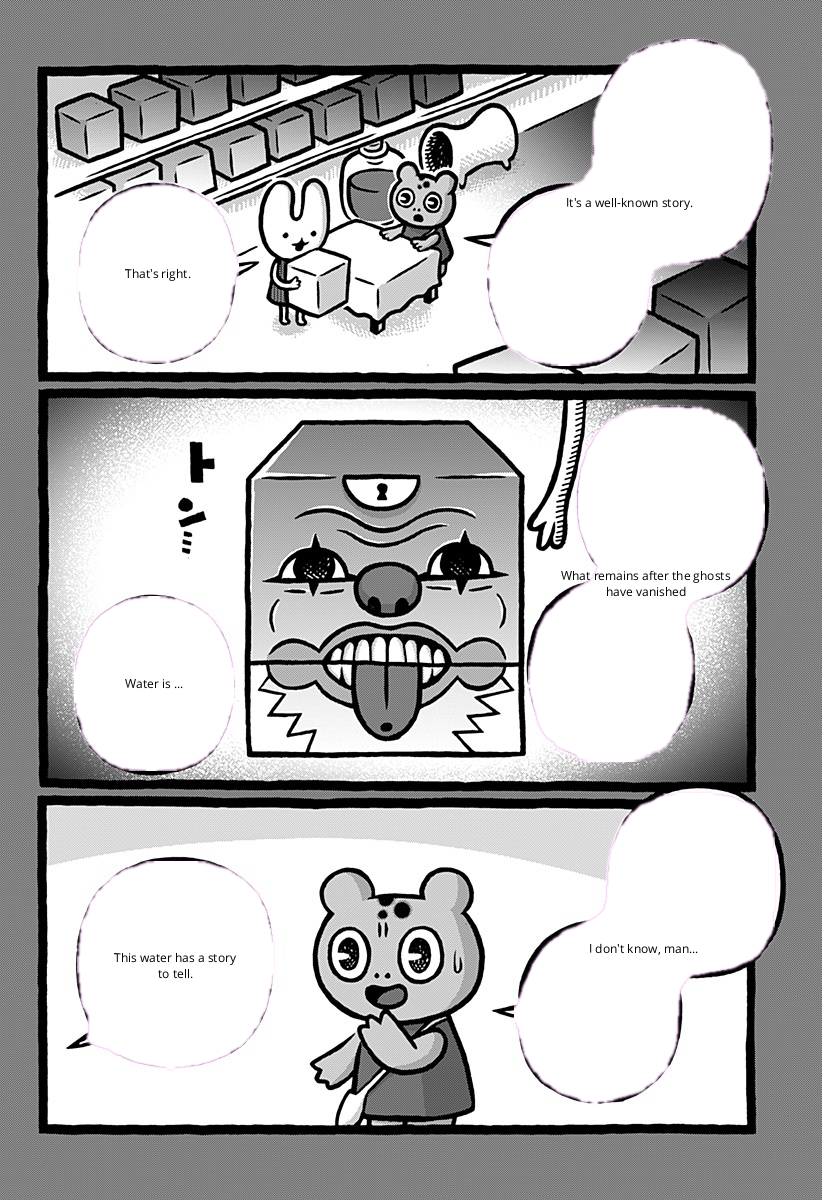 It's a well-known story.
That's right.
What remains after the ghosts
have vanished
トン…
Water is ...
I don't know, man...
This water has a story
to tell.